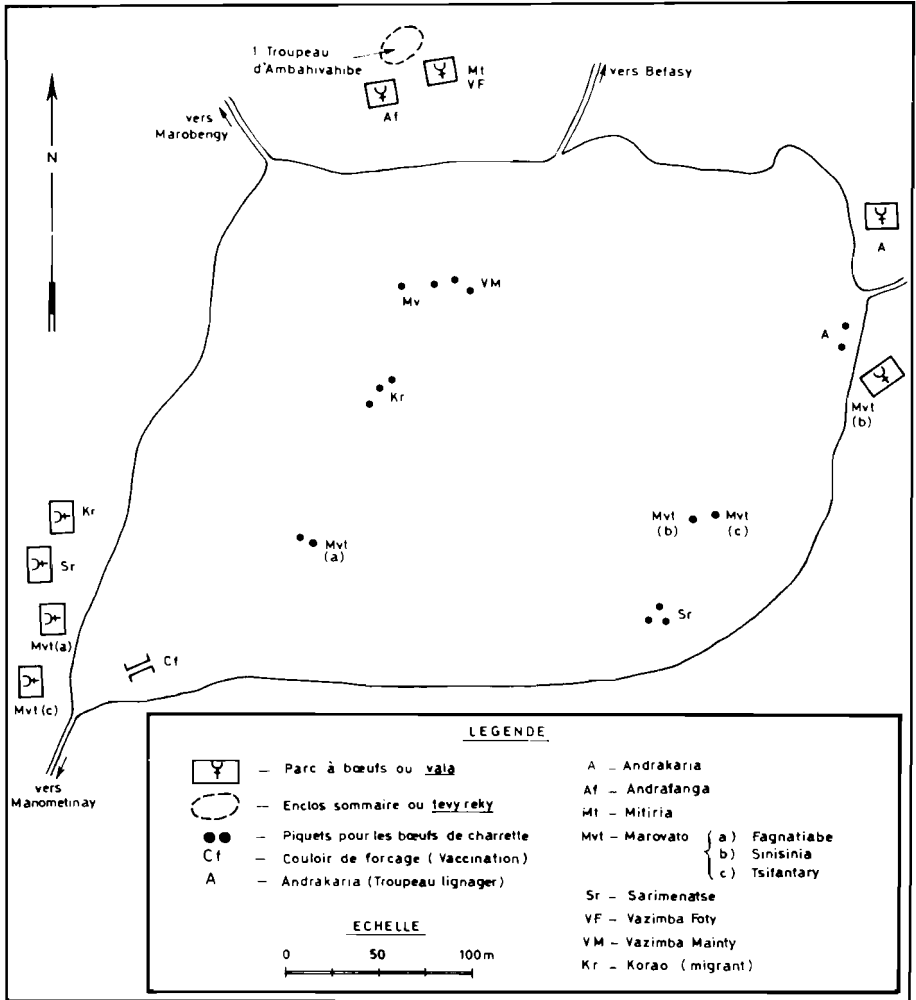 1 Troupeau
d'Ambahivahibe
Mt
VF
Af
vers Befasy
vers
Marobengy
N
A
VM
Mv
A
Kr
Mvt
(b)
Kr
Mvt
(b)
Mvt
(c)
Mvt
(a)
Sr
Sr
Mvt(a)
Cf
Mvt(c)
vers
Manometinay
LEGENDE
— Parc à bœufs ou vala
— Enclos sommaire ou tevy reky
— Piquets pour les bœufs de charrette
Cf — Couloir de forcage (Vaccination)
A — Andrakaria (Troupeau lignager)
ECHELLE
0 50 100 m
A — Andrakaria
Af — Andrafanga
Mt — Mitiria
Mvt — Marovato
a) Fagnatiabe
b) Sinisinia
c) Tsifantary
Sr — Sarimenatse
VF — Vazimba Foty
VM — Vazimba Mainty
Kr — Korao (migrant)